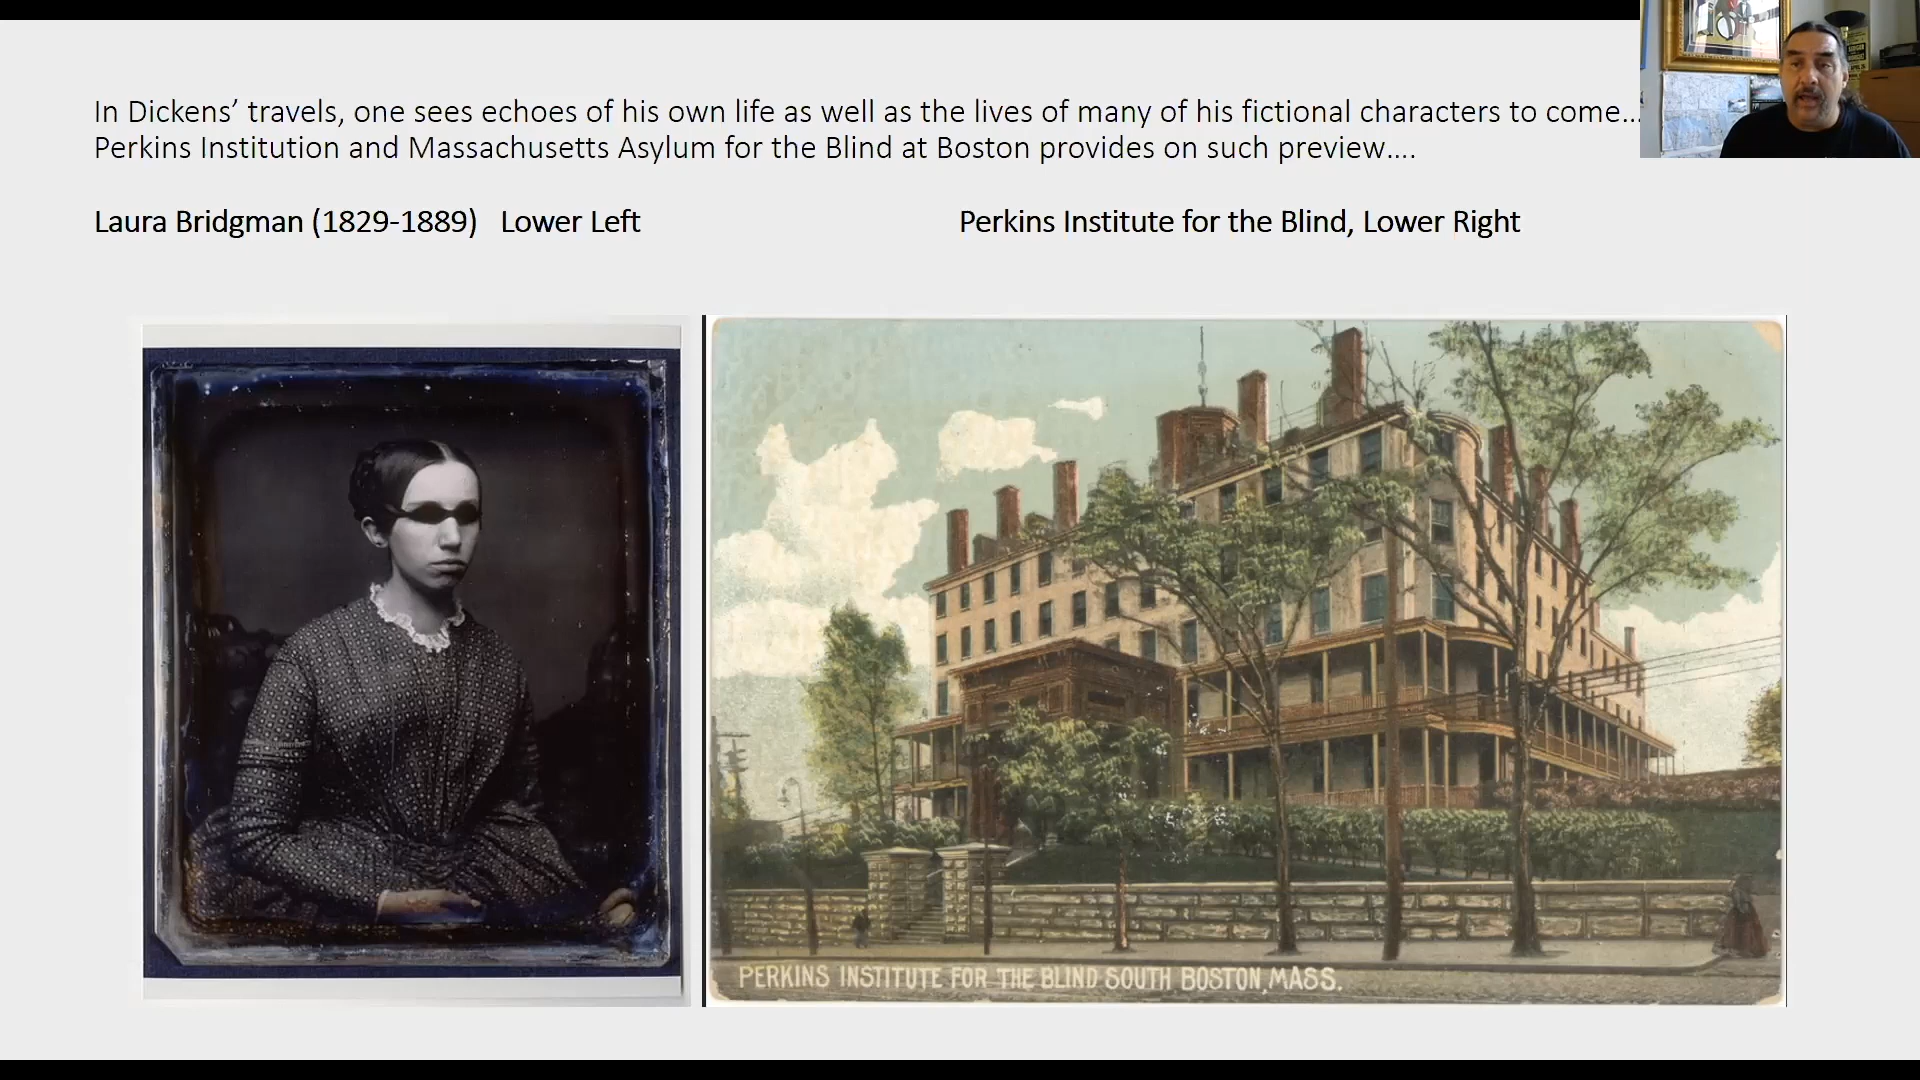 In Dickens’ travels, one sees echoes of his own life as well as the lives of many of his fictional characters to come…
Perkins Institution and Massachusetts Asylum for the Blind at Boston provides on such preview….
Laura Bridgman (1829-1889) Lower Left
Perkins Institute for the Blind, Lower Right
PERKINS INSTITUTE FOR THE BLIND SOUTH BOSTON, MASS.